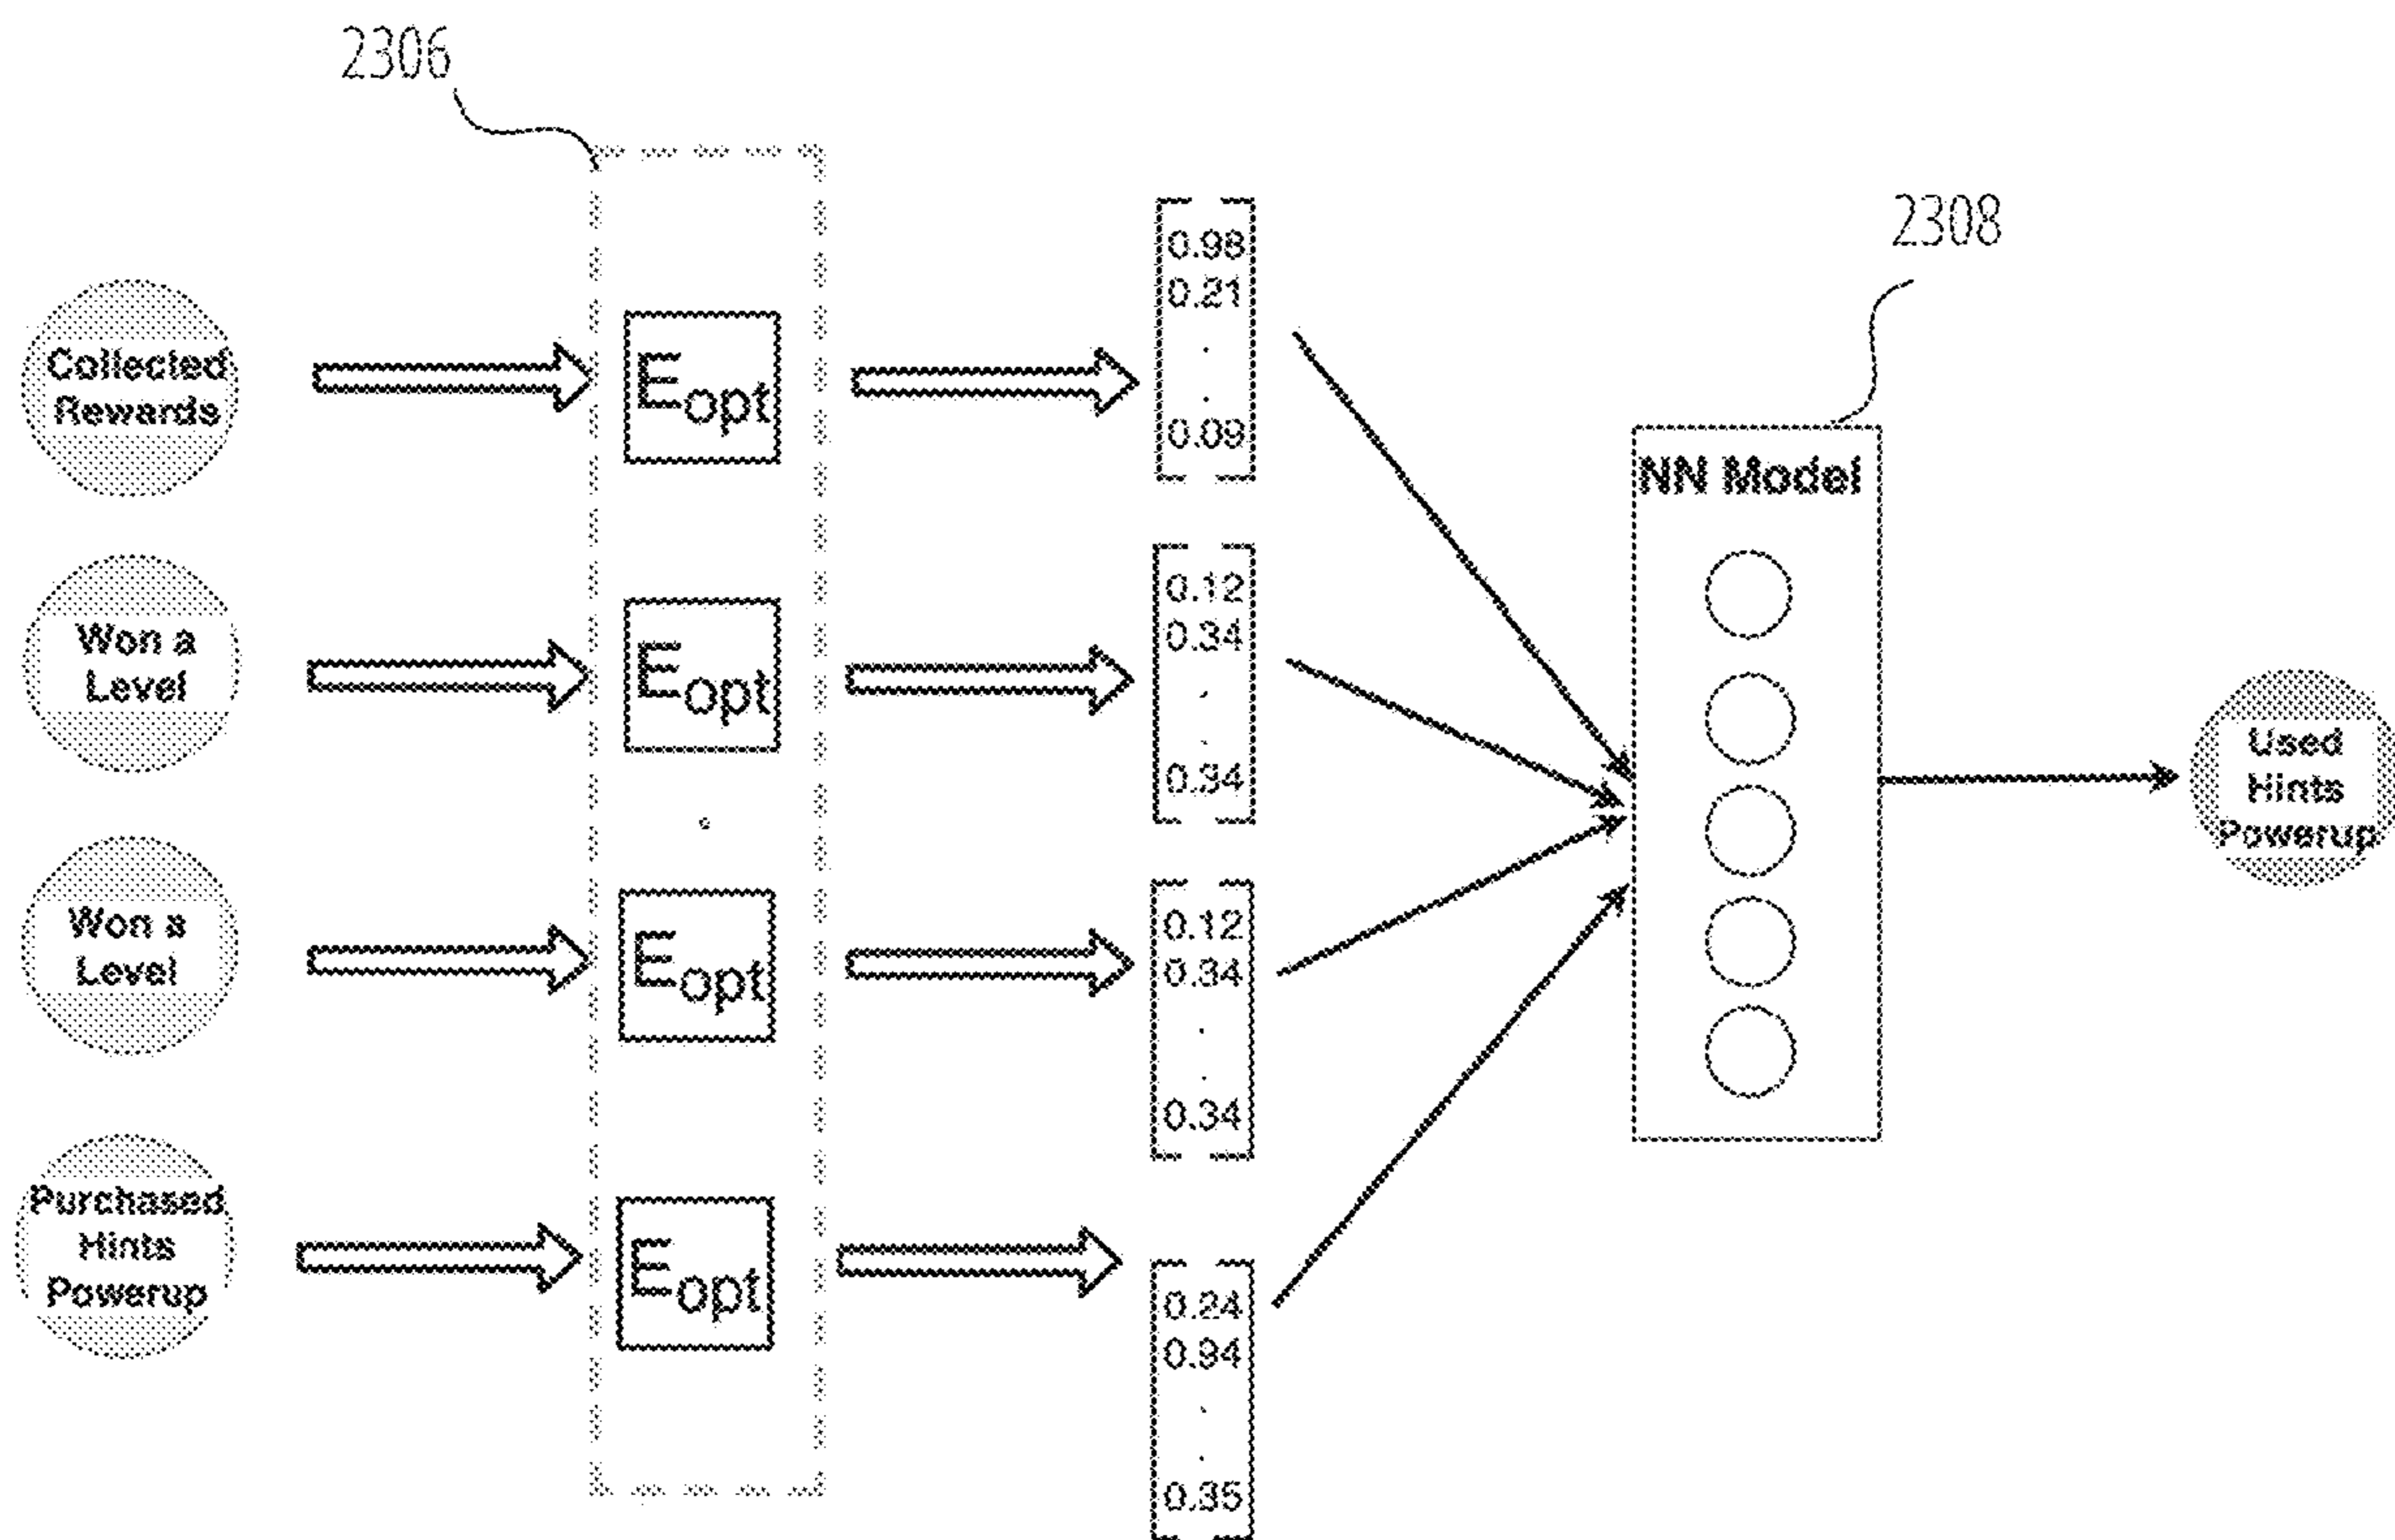 2306
2308
Collected
Rewards
Eopt
0.98
0.21
.
.
0.09
NN Model
Won a
Level
Eopt
0.12
0.34
.
.
0.34
Used
Hints
Powerup
Won a
Level
Eopt
0.12
0.34
.
.
0.34
Purchased
Hints
Powerup
Eopt
0.24
0.94
.
.
0.35